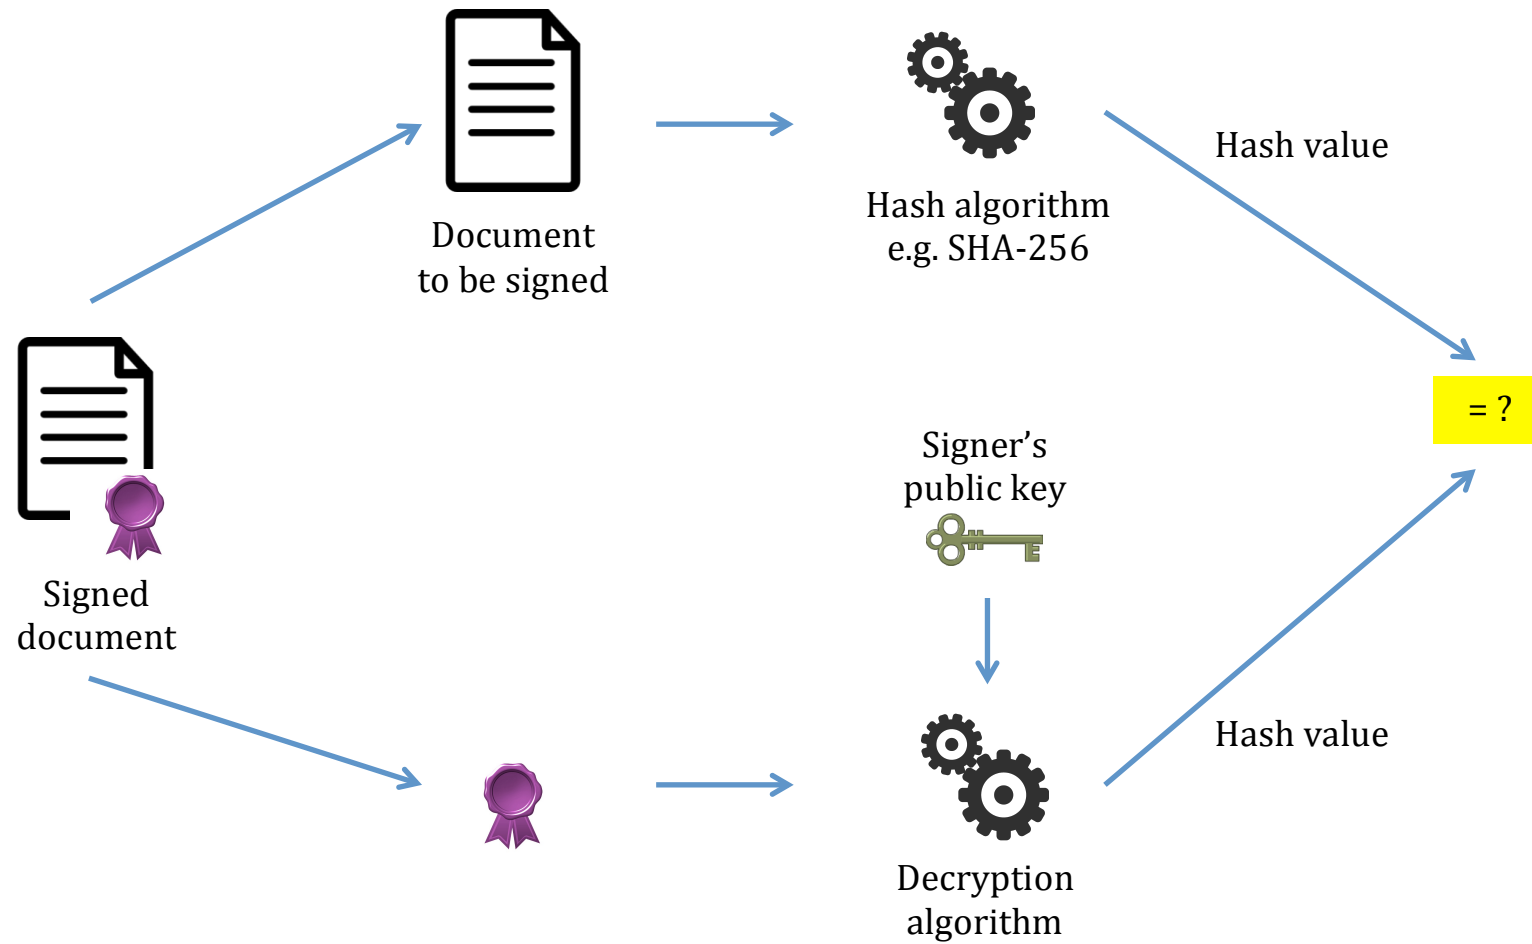 Document
to be signed
Hash algorithm
e.g. SHA-256
Hash value
= ?
Signer’s
public key
Signed
document
Hash value
Decryption
algorithm